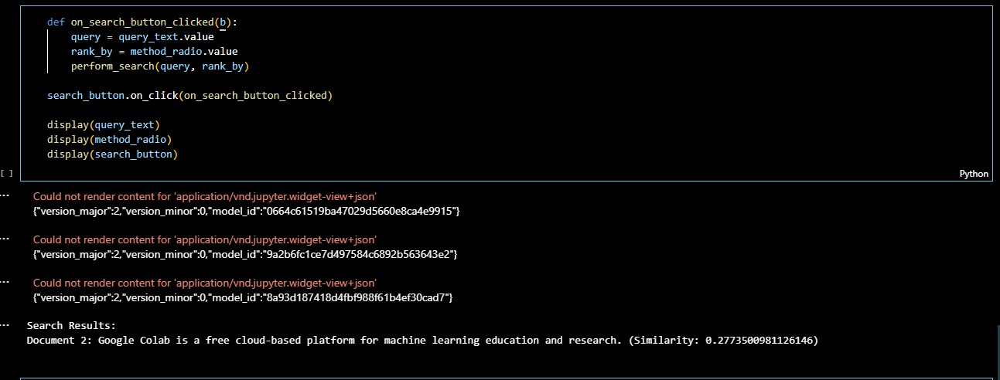 def on_search_button_clicked(b):
    query = query_text.value
    rank_by = method_radio.value
    perform_search(query, rank_by)
search_button.on_click(on_search_button_clicked)
display(query_text)
display(method_radio)
display(search_button)
[ ]
Python
... Could not render content for 'application/vnd.jupyter.widget-view+json'
{"version_major":2,"version_minor":0,"model_id":"0664c61519ba47029d5660e8ca4e9915"}
... Could not render content for 'application/vnd.jupyter.widget-view+json'
{"version_major":2,"version_minor":0,"model_id":"9a2b6fc1ce7d497584c6892b563643e2"}
... Could not render content for 'application/vnd.jupyter.widget-view+json'
{"version_major":2,"version_minor":0,"model_id":"8a93d187418d4fbf988f61b4ef30cad7"}
... Search Results:
Document 2: Google Colab is a free cloud-based platform for machine learning education and research. (Similarity: 0.2773500981126146)